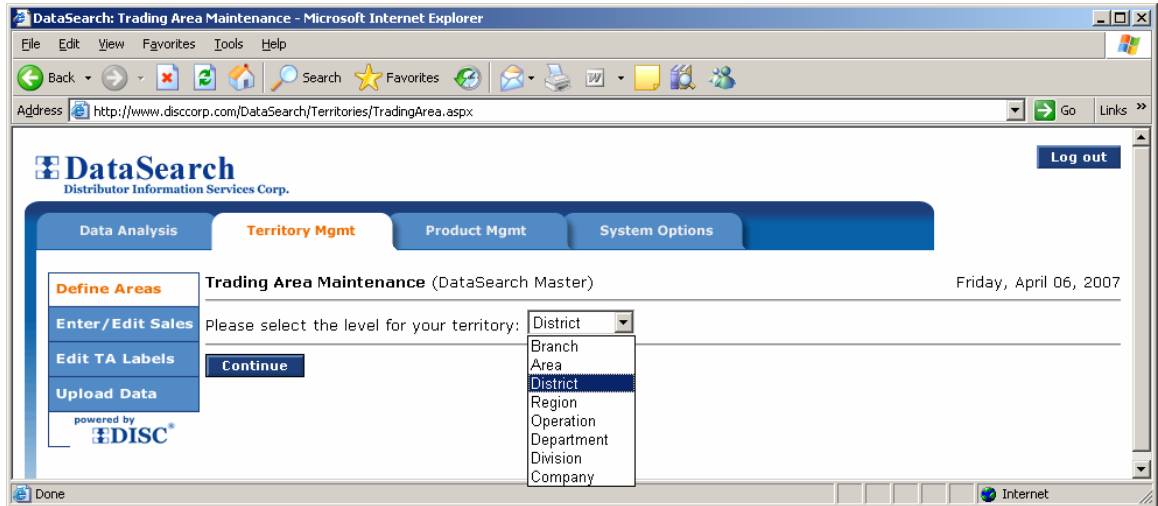 DataSearch: Trading Area Maintenance - Microsoft Internet Explorer
File Edit View Favorites Tools Help
Back Search Favorites
Address http://www.disccorp.com/DataSearch/Territories/TradingArea.aspx Go Links »
DataSearch Log out
Distributor Information Services Corp.
Data Analysis Territory Mgmt Product Mgmt System Options
Define Areas Trading Area Maintenance (DataSearch Master) Friday, April 06, 2007
Enter/Edit Sales Please select the level for your territory: District
Branch
Edit TA Labels Continue Area
District
Upload Data Region
powered by Operation
DISC® Department
Division
Company
Done Internet